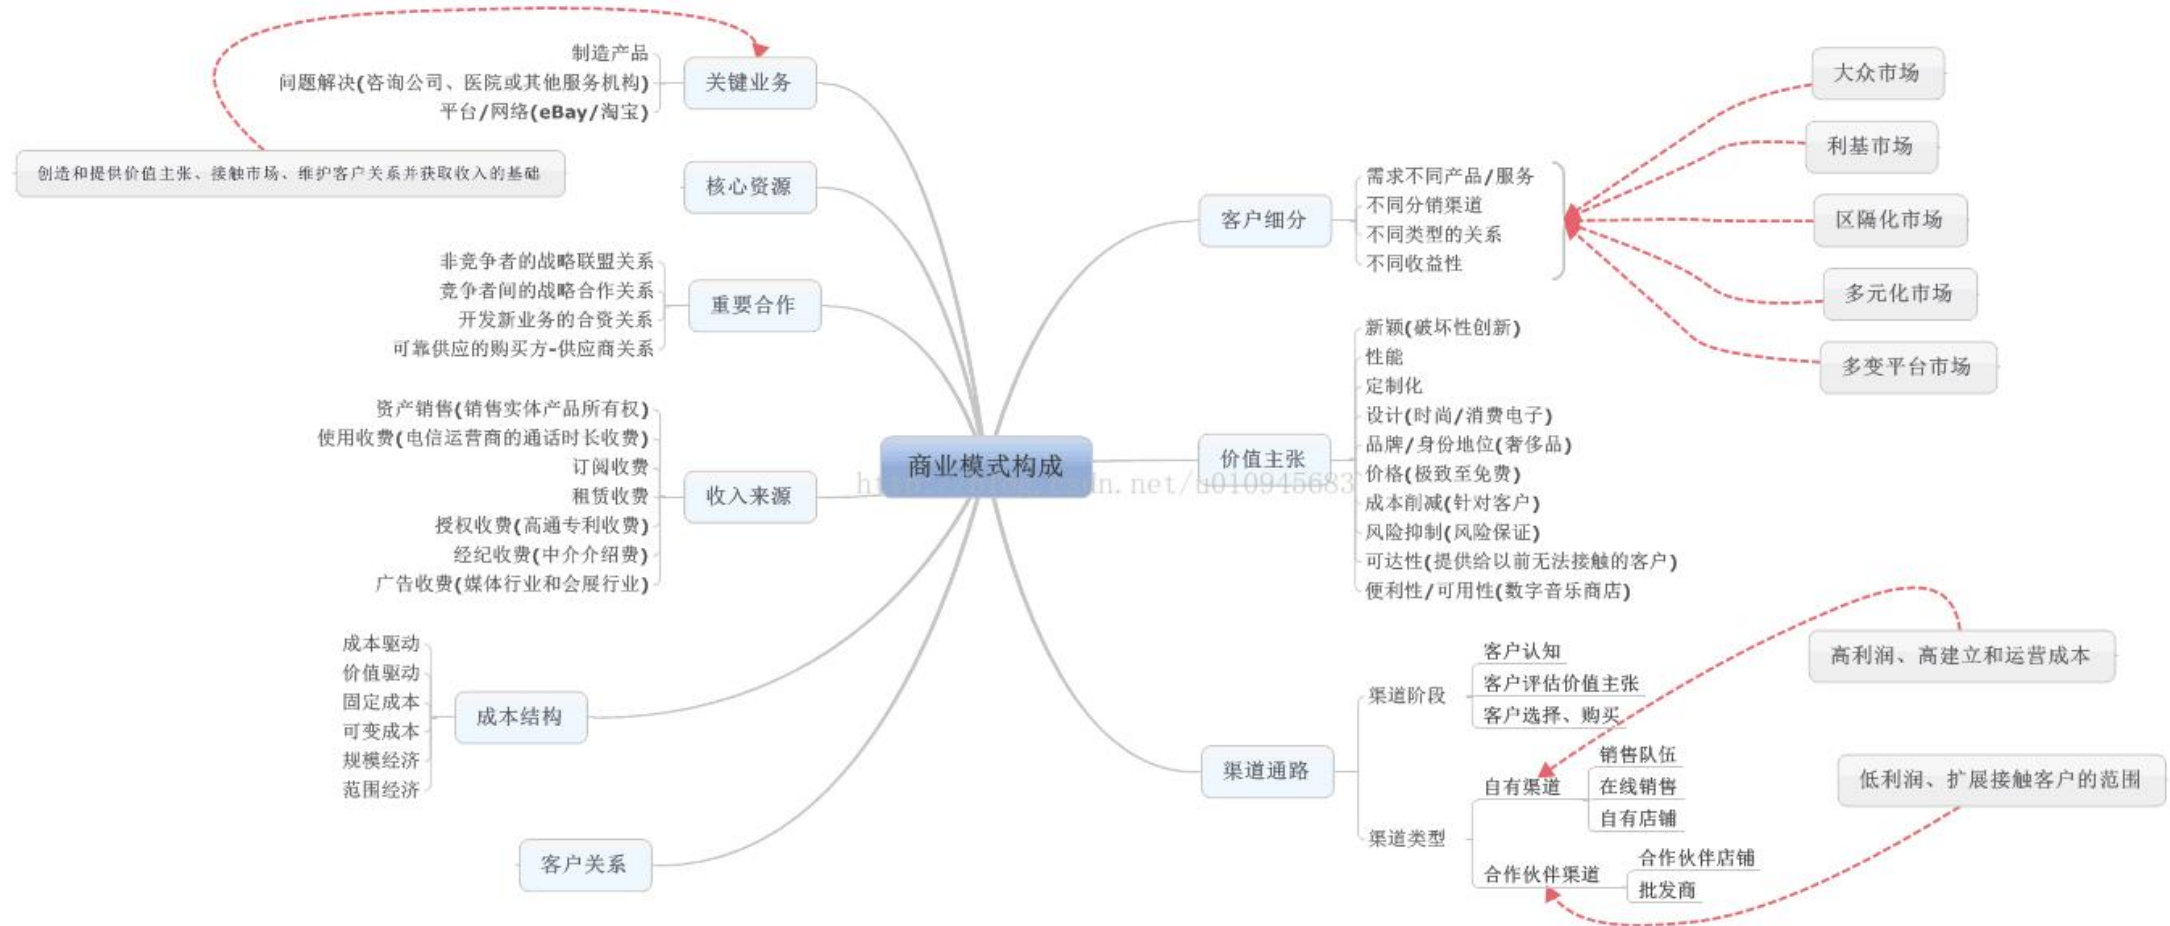 商业模式构成
关键业务
制造产品
问题解决(咨询公司、医院或其他服务机构)
平台/网络(eBay/淘宝)
创造和提供价值主张、接触市场、维护客户关系并获取收入的基础
核心资源
重要合作
非竞争者的战略联盟关系
竞争者间的战略合作关系
开发新业务的合资关系
可靠供应的购买方-供应商关系
收入来源
资产销售(销售实体产品所有权)
使用收费(电信运营商的通话时长收费)
订阅收费
租赁收费
授权收费(高通专利收费)
经纪收费(中介介绍费)
广告收费(媒体行业和会展行业)
成本结构
成本驱动
价值驱动
固定成本
可变成本
规模经济
范围经济
客户关系
客户细分
需求不同产品/服务
不同分销渠道
不同类型的关系
不同收益性
大众市场
利基市场
区隔化市场
多元化市场
多变平台市场
价值主张
新颖(破坏性创新)
性能
定制化
设计(时尚/消费电子)
品牌/身份地位(奢侈品)
价格(极致至免费)
成本削减(针对客户)
风险抑制(风险保证)
可达性(提供给以前无法接触的客户)
便利性/可用性(数字音乐商店)
渠道通路
渠道阶段
客户认知
客户评估价值主张
客户选择、购买
渠道类型
自有渠道
销售队伍
在线销售
自有店铺
合作伙伴渠道
合作伙伴店铺
批发商
高利润、高建立和运营成本
低利润、扩展接触客户的范围